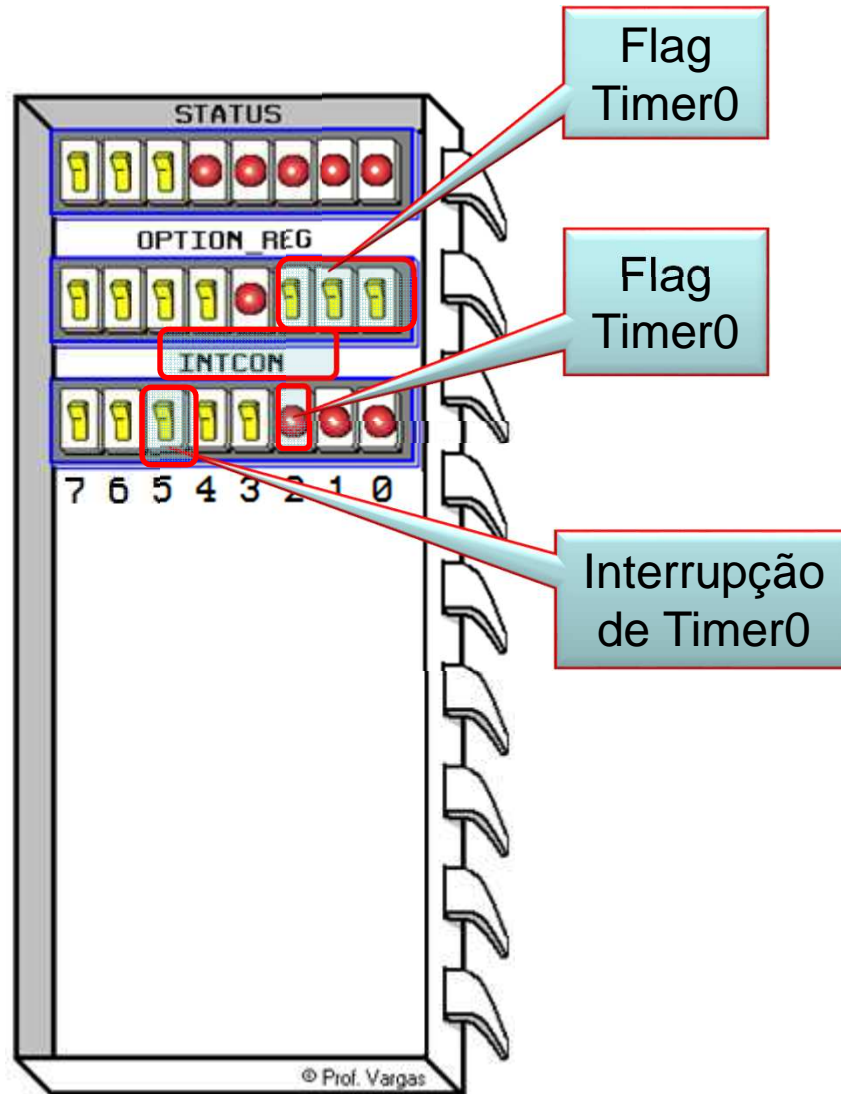 Flag
Timer0
STATUS
OPTION_REG
Flag
Timer0
INTCON
7 6 5 4 3 2 1 0
Interrupção
de Timer0
© Prof. Vargas